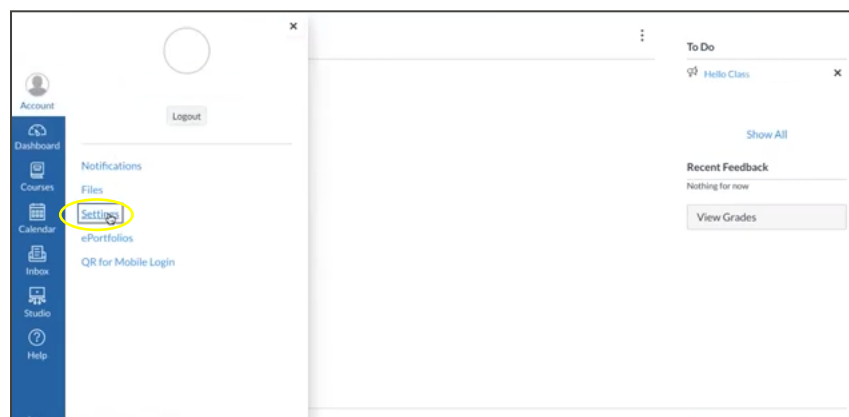 Account
Dashboard
Courses
Calendar
Inbox
Studio
Help
×
Logout
Notifications
Files
Settings
ePortfolios
QR for Mobile Login
To Do
Hello Class
×
Show All
Recent Feedback
Nothing for now
View Grades